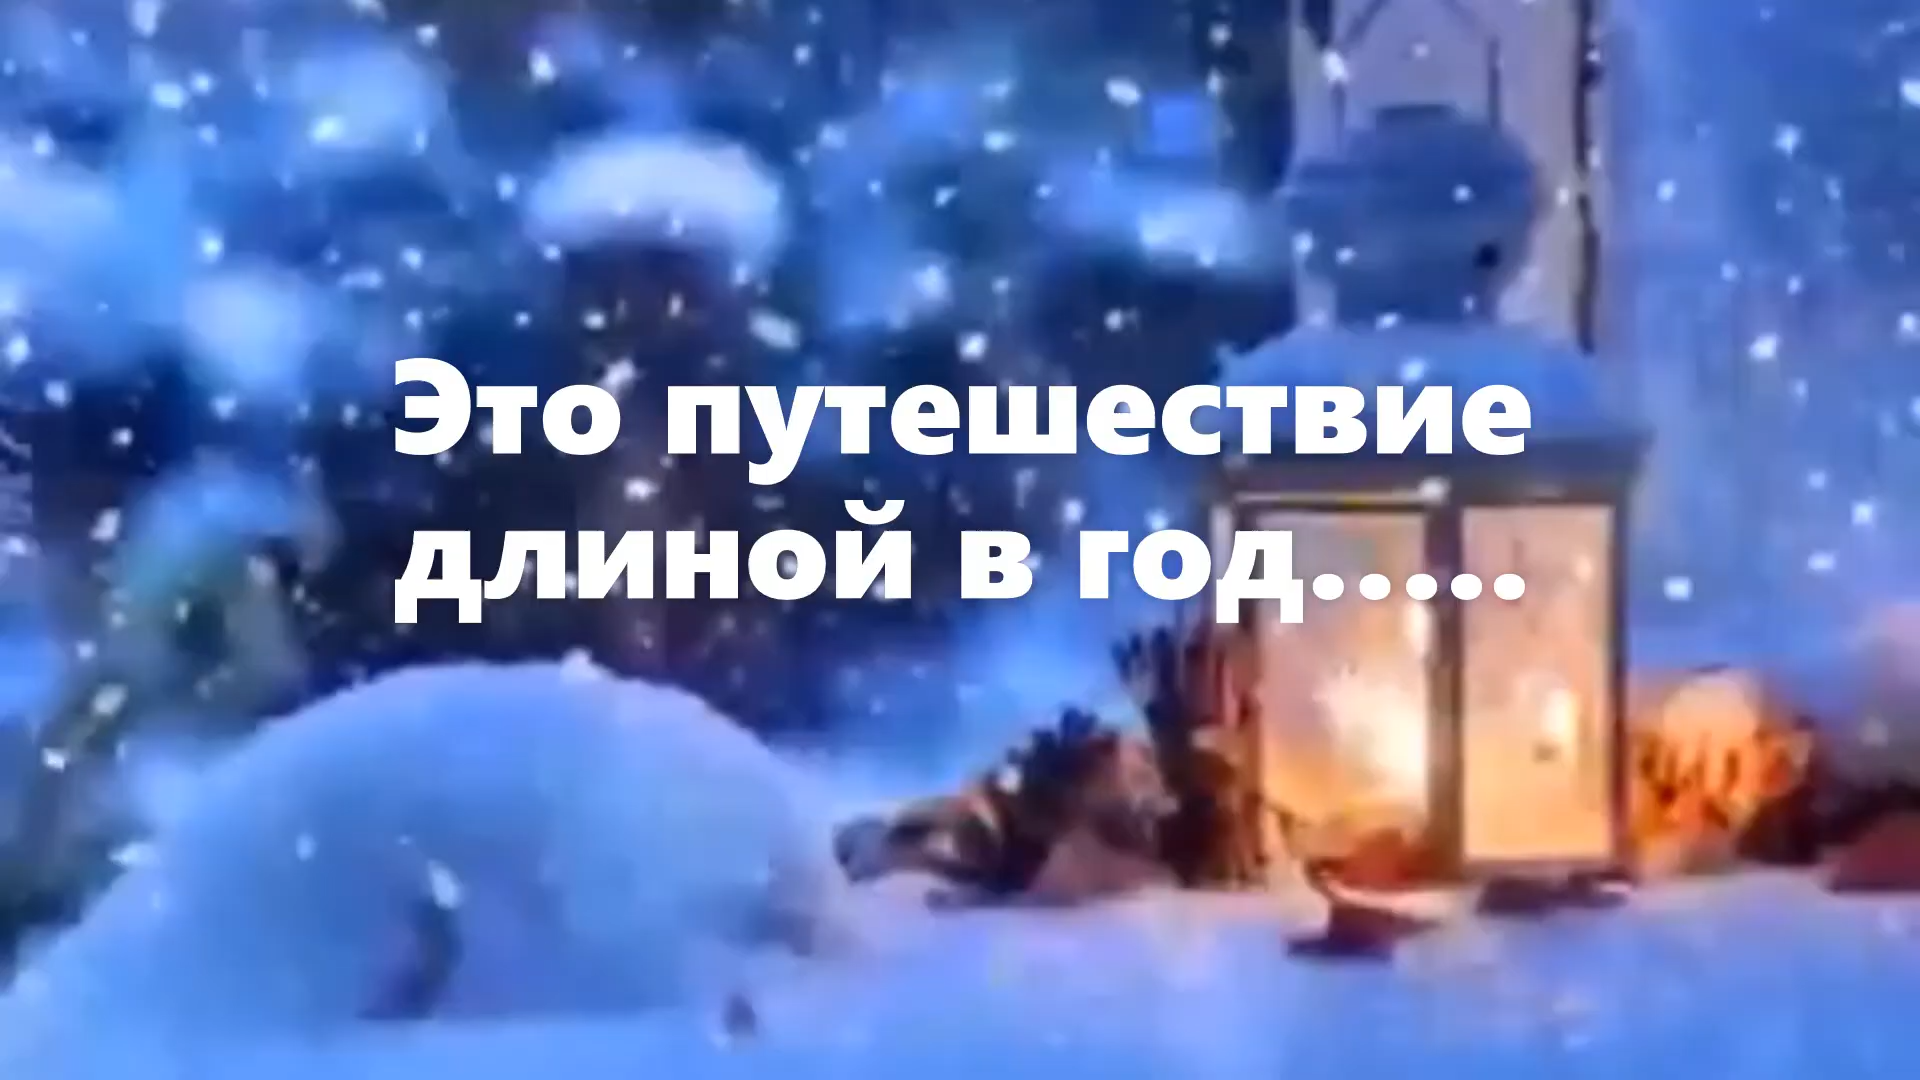 Это путешествие
длиной в год.....